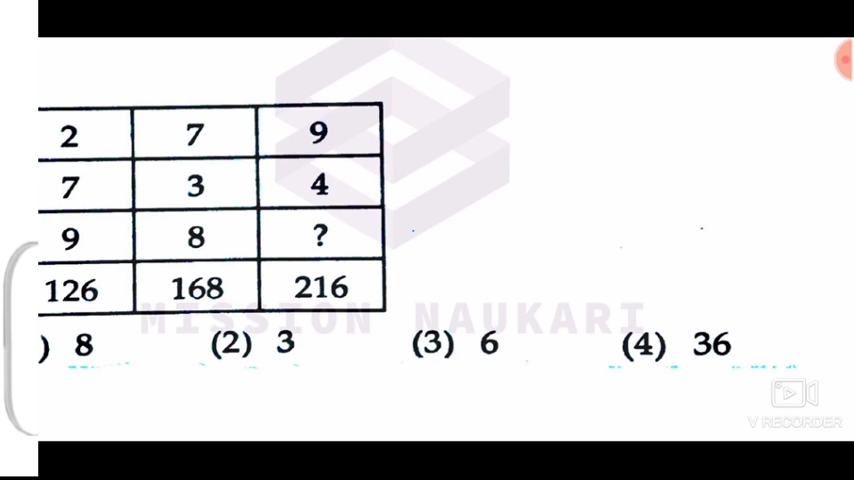 2 7 9
7 3 4
9 8 ?
126 168 216
MISSION NAUKARI
) 8 (2) 3 (3) 6 (4) 36
V RECORDER